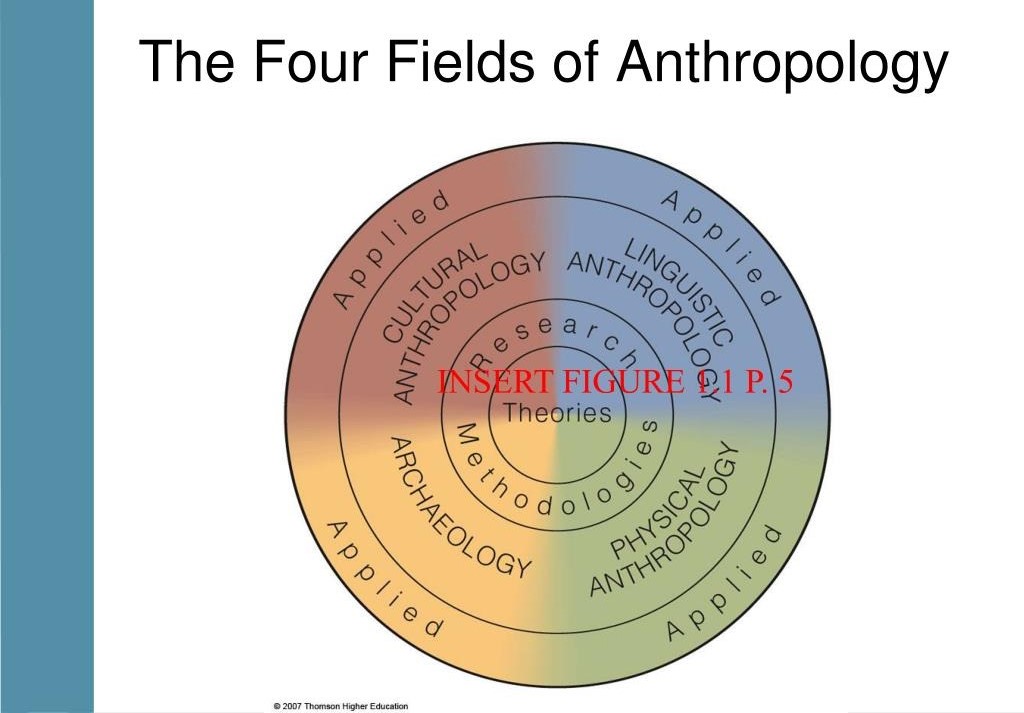 The Four Fields of Anthropology
Applied
Applied
CULTURAL
ANTHROPOLOGY
LINGUISTIC
ANTHROPOLOGY
Research
INSERT FIGURE 1.1 P. 5
Theories
Methodologies
ARCHAEOLOGY
PHYSICAL
ANTHROPOLOGY
Applied
Applied
© 2007 Thomson Higher Education